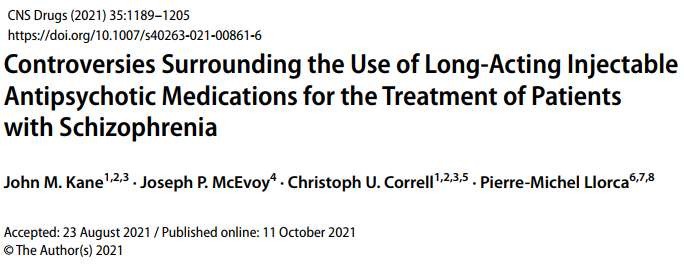 CNS Drugs (2021) 35:1189–1205
https://doi.org/10.1007/s40263-021-00861-6
Controversies Surrounding the Use of Long-Acting Injectable
Antipsychotic Medications for the Treatment of Patients
with Schizophrenia
John M. Kane1,2,3 · Joseph P. McEvoy4 · Christoph U. Correll1,2,3,5 · Pierre-Michel Llorca6,7,8
Accepted: 23 August 2021 / Published online: 11 October 2021
© The Author(s) 2021